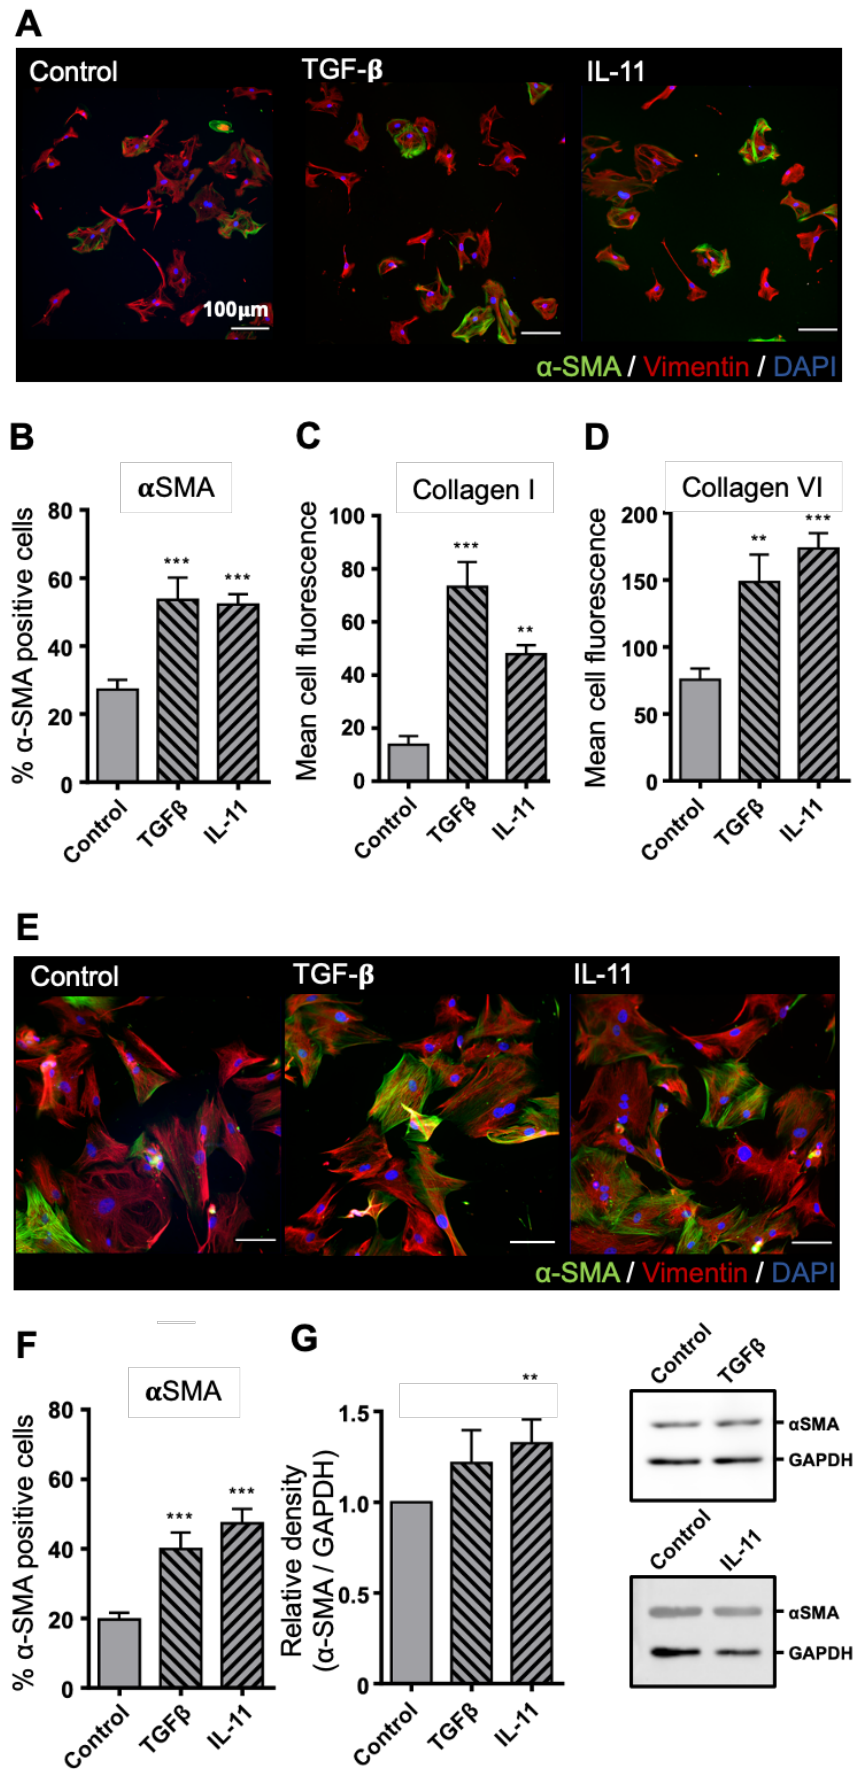 A
Control
TGF-β
IL-11
100μm
α-SMA / Vimentin / DAPI
B
αSMA
% α-SMA positive cells
80
60
40
20
0
***
***
Control
TGFβ
IL-11
C
Collagen I
Mean cell fluorescence
100
80
60
40
20
0
***
**
Control
TGFβ
IL-11
D
Collagen VI
Mean cell fluorescence
200
150
100
50
0
**
***
Control
TGFβ
IL-11
E
Control
TGF-β
IL-11
α-SMA / Vimentin / DAPI
F
αSMA
% α-SMA positive cells
80
60
40
20
0
***
***
Control
TGFβ
IL-11
G
Relative density
(α-SMA / GAPDH)
1.5
1.0
0.5
0
**
Control
TGFβ
IL-11
Control
TGFβ
αSMA
GAPDH
Control
IL-11
αSMA
GAPDH